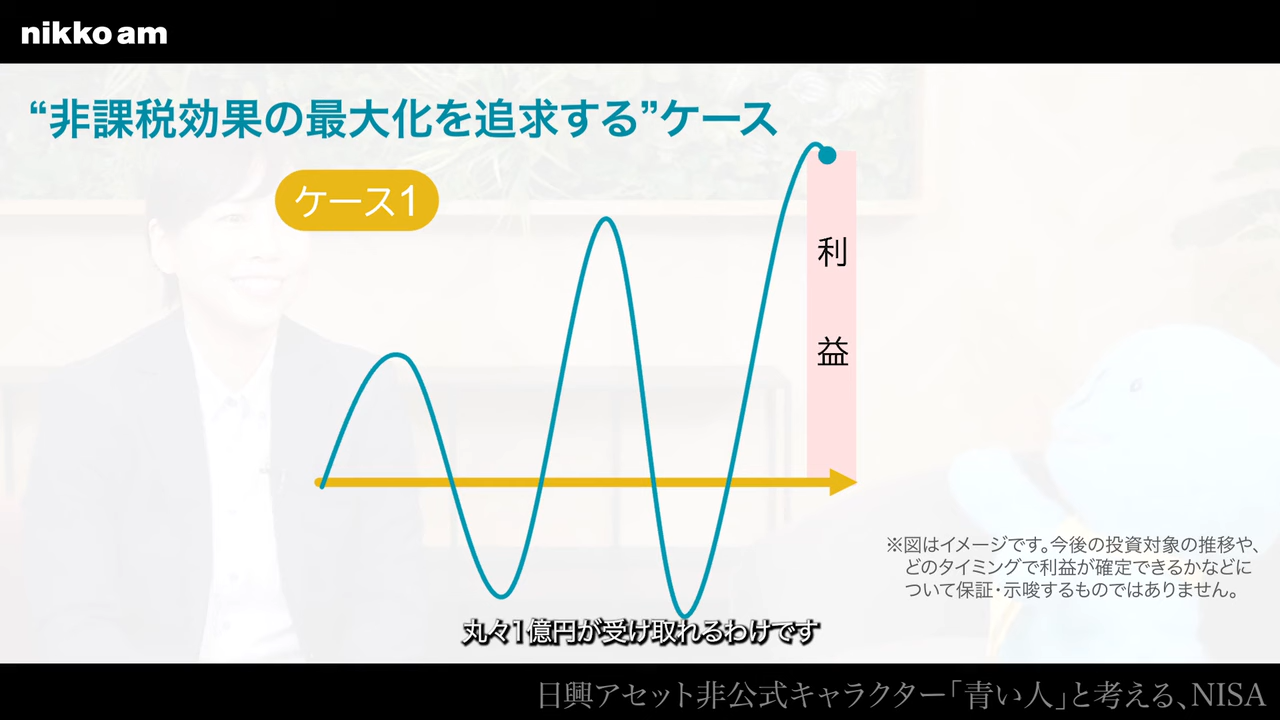 nikko am
“非課税効果の最大化を追求する”ケース
ケース1
利
益
※図はイメージです。今後の投資対象の推移や、
どのタイミングで利益が確定できるかなどに
ついて保証・示唆するものではありません。
丸々1億円が受け取れるわけです
日興アセット非公式キャラクター「青い人」と考える、NISA